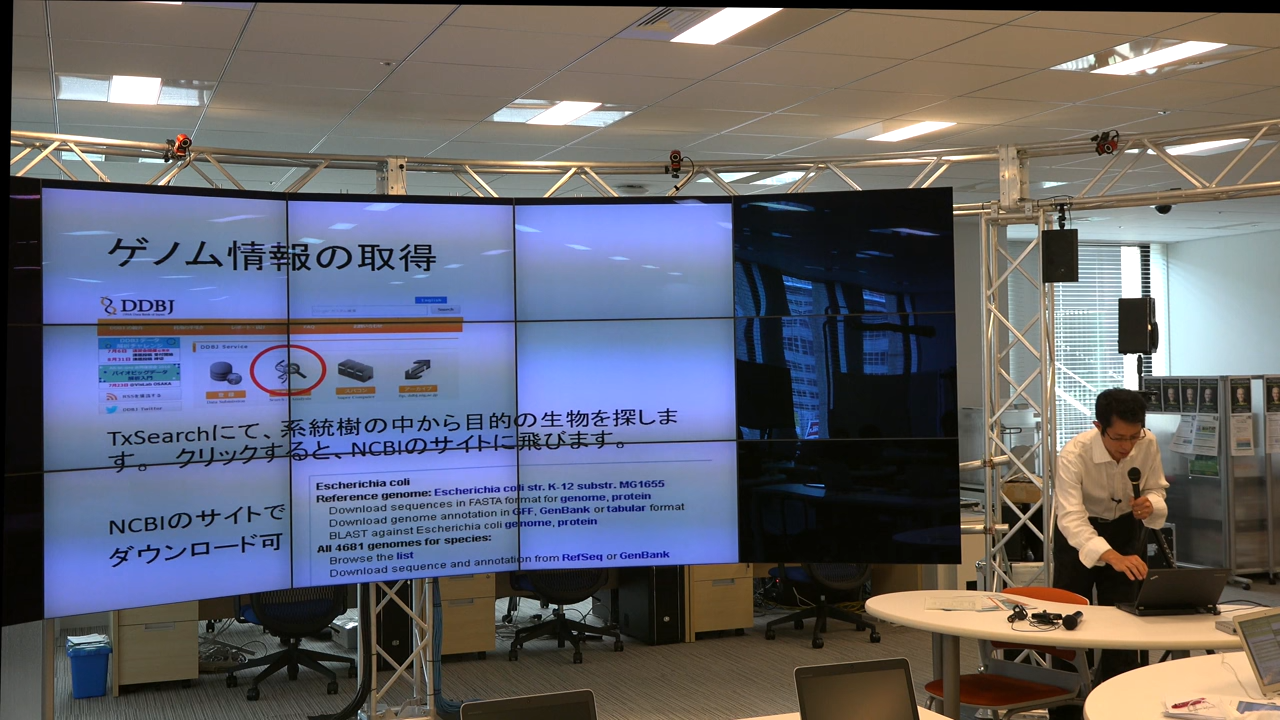 ゲノム情報の取得
DDBJ
English
Search
DDBJ Service
TxSearchにて、系統樹の中から目的の生物を探しま
す。 クリックすると、NCBIのサイトに飛びます。
NCBIのサイトで
ダウンロード可
Escherichia coli
Reference genome: Escherichia coli str. K-12 substr. MG1655
Download sequences in FASTA format for genome, protein
Download genome annotation in GFF, GenBank or tabular format
BLAST against Escherichia coli genome, protein
All 4681 genomes for species:
Browse the list
Download sequence and annotation from RefSeq or GenBank